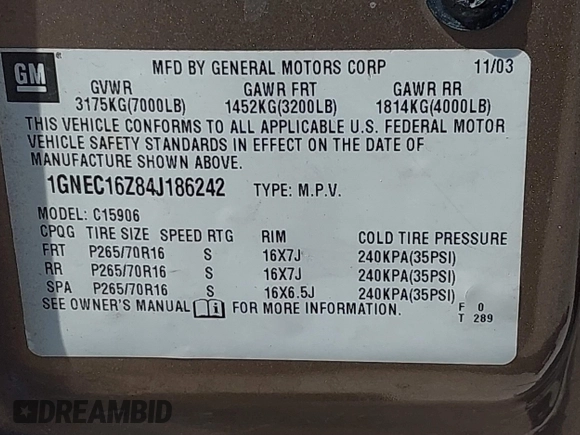 GM
MFD BY GENERAL MOTORS CORP 11/03
GVWR GAWR FRT GAWR RR
3175KG(7000LB) 1452KG(3200LB) 1814KG(4000LB)
THIS VEHICLE CONFORMS TO ALL APPLICABLE U.S. FEDERAL MOTOR
VEHICLE SAFETY STANDARDS IN EFFECT ON THE DATE OF
MANUFACTURE SHOWN ABOVE.
1GNEC16Z84J186242 TYPE: M.P.V.
MODEL: C15906
CPQG TIRE SIZE SPEED RTG RIM COLD TIRE PRESSURE
FRT P265/70R16 S 16X7J 240KPA(35PSI)
RR P265/70R16 S 16X7J 240KPA(35PSI)
SPA P265/70R16 S 16X6.5J 240KPA(35PSI)
SEE OWNER'S MANUAL FOR MORE INFORMATION. F 0
T 289
DREAMBID